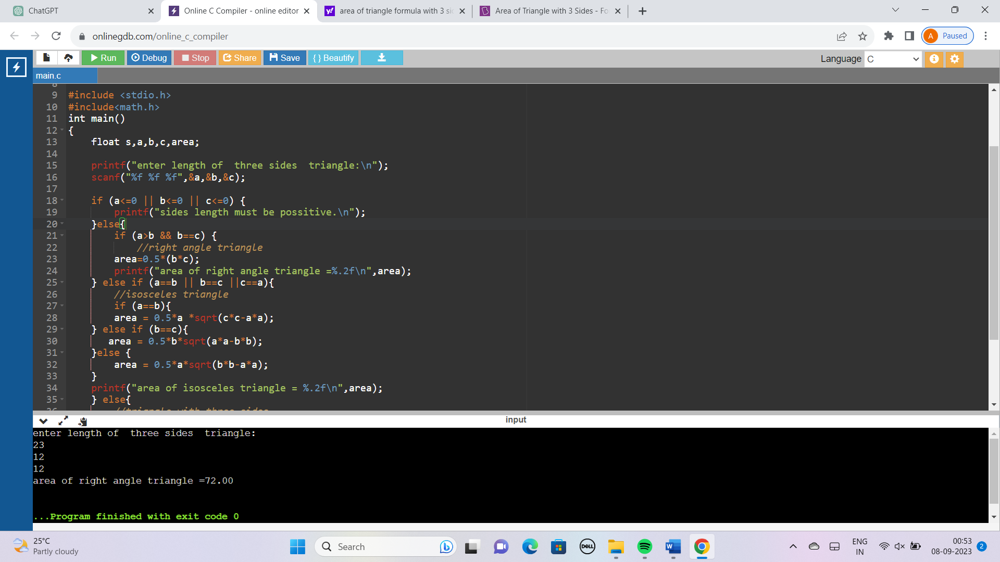 ChatGPT
Online C Compiler - online editor
area of triangle formula with 3 si
Area of Triangle with 3 Sides - Fo
onlinegdb.com/online_c_compiler
A Paused
Run Debug Stop Share Save { } Beautify
Language C
main.c
8
9 #include <stdio.h>
10 #include<math.h>
11 int main()
12 {
13 float s,a,b,c,area;
14
15 printf("enter length of  three sides  triangle:\n");
16 scanf("%f %f %f",&a,&b,&c);
17
18 if (a<=0 || b<=0 || c<=0) {
19 printf("sides length must be possitive.\n");
20 }else{
21 if (a>b && b==c) {
22 //right angle triangle
23 area=0.5*(b*c);
24 printf("area of right angle triangle =%.2f\n",area);
25 } else if (a==b || b==c ||c==a){
26 //isosceles triangle
27 if (a==b){
28 area = 0.5*a *sqrt(c*c-a*a);
29 } else if (b==c){
30 area = 0.5*b*sqrt(a*a-b*b);
31 }else {
32 area = 0.5*a*sqrt(b*b-a*a);
33 }
34 printf("area of isosceles triangle = %.2f\n",area);
35 } else{
36 //triangle with three sides
input
enter length of  three sides  triangle:
23
12
12
area of right angle triangle =72.00
...Program finished with exit code 0
25°C
Partly cloudy
Search
DELL
W
ENG
IN
00:53
08-09-2023
2